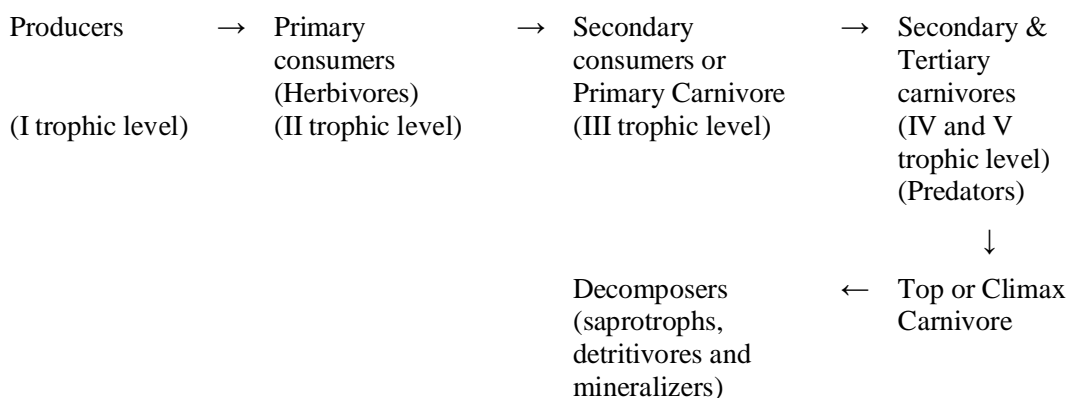 Producers → Primary consumers (Herbivores) → Secondary consumers or Primary Carnivore → Secondary & Tertiary carnivores
(I trophic level) (II trophic level) (III trophic level) (IV and V trophic level) (Predators)
↓
Decomposers (saprotrophs, detritivores and mineralizers) ← Top or Climax Carnivore